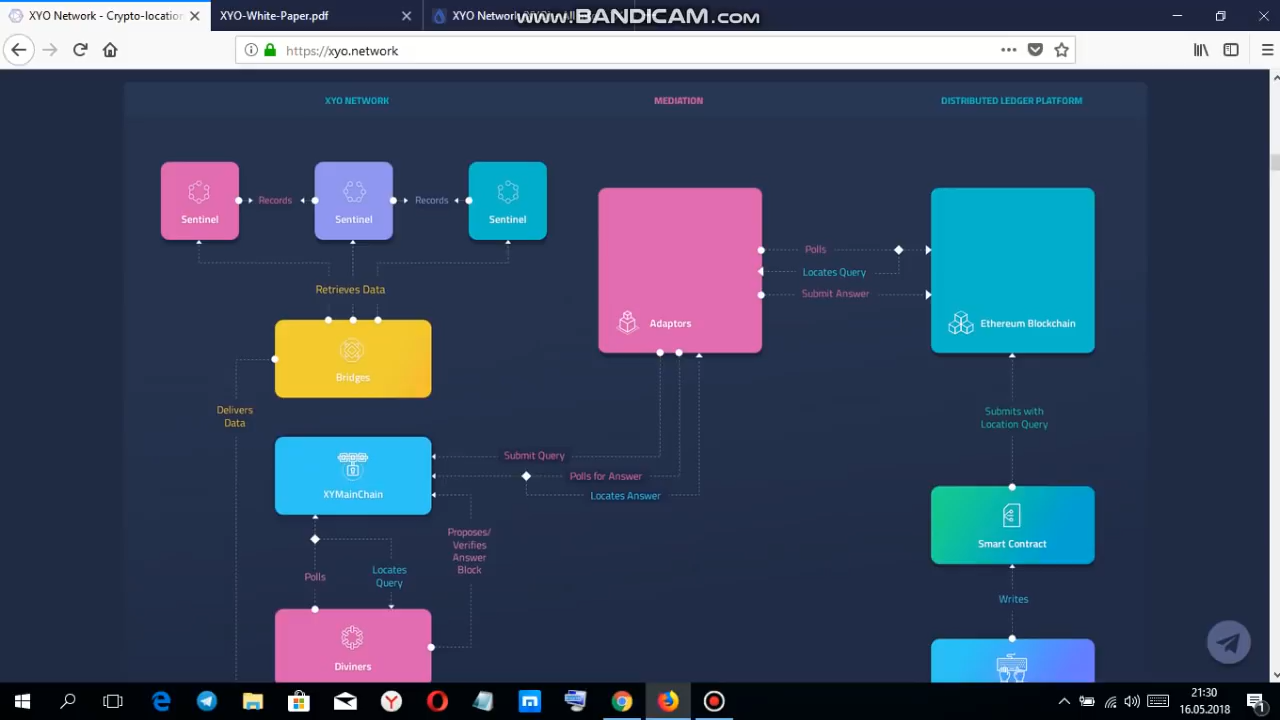 XYO Network - Crypto-location
XYO-White-Paper.pdf
XYO Network
www.BANDICAM.com
https://xyo.network
XYO NETWORK
MEDIATION
DISTRIBUTED LEDGER PLATFORM
Sentinel
Records
Sentinel
Records
Sentinel
Polls
Locates Query
Submit Answer
Retrieves Data
Adaptors
Ethereum Blockchain
Bridges
Delivers
Data
Submits with
Location Query
Submit Query
Polls for Answer
Locates Answer
XYMainChain
Proposes/
Verifies
Answer
Block
Smart Contract
Polls
Locates
Query
Writes
Diviners
21:30
16.05.2018
1